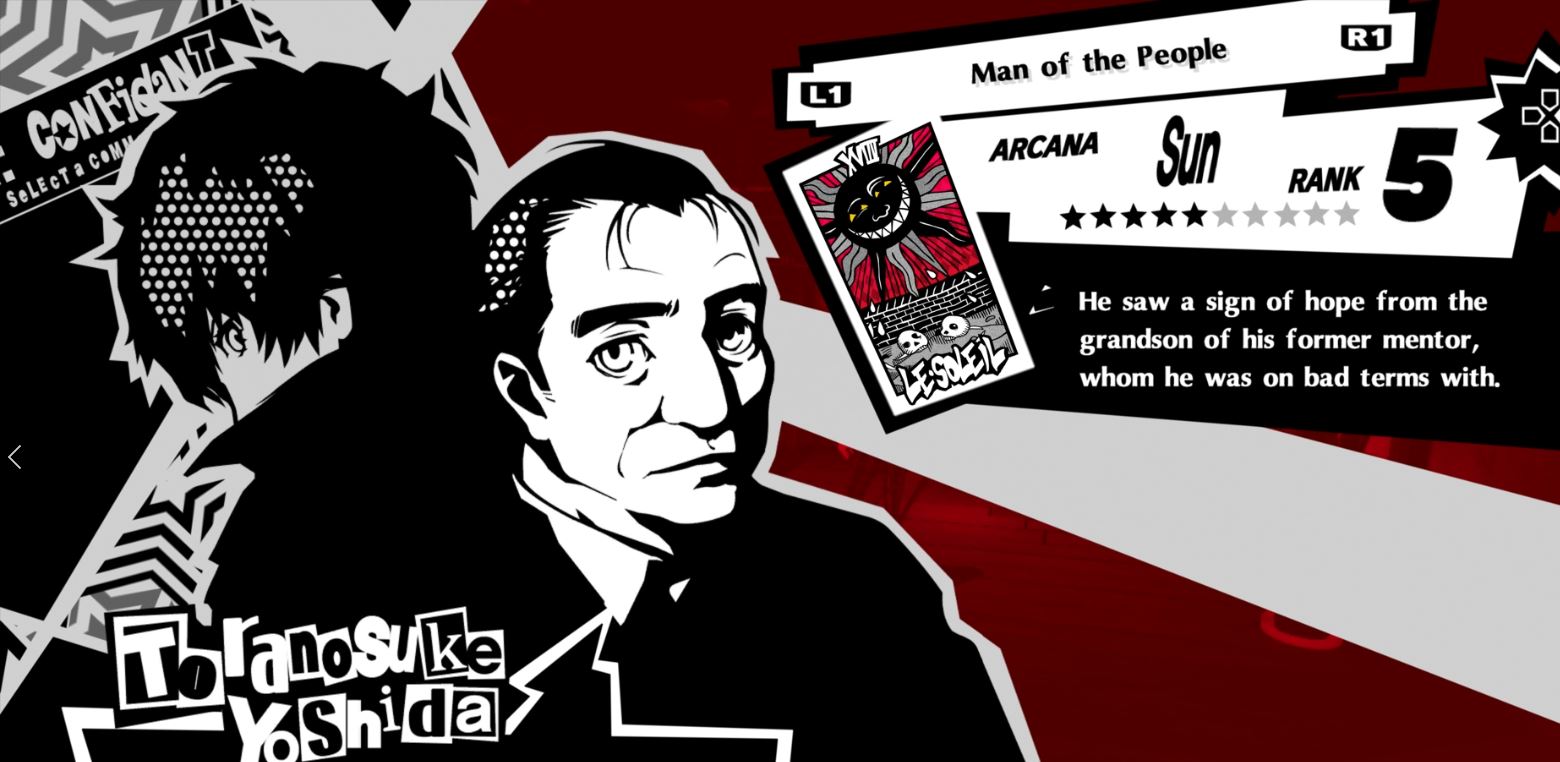 CONFIdANT
SeLEcT a CoMM
L1
Man of the People
R1
ARCANA
Sun
RANK
5
XVIII
LE·SOLEIL
He saw a sign of hope from the
grandson of his former mentor,
whom he was on bad terms with.
Toranosuke
YoShida